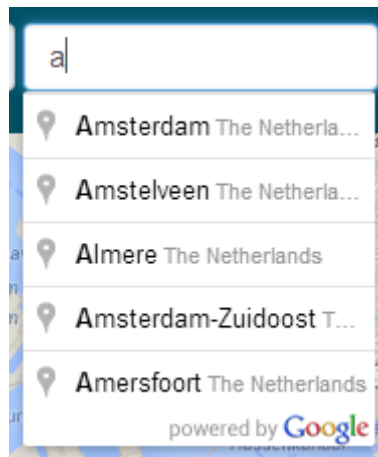 a
Amsterdam The Netherla...
Amstelveen The Netherla...
Almere The Netherlands
Amsterdam-Zuidoost T...
Amersfoort The Netherlands
powered by Google